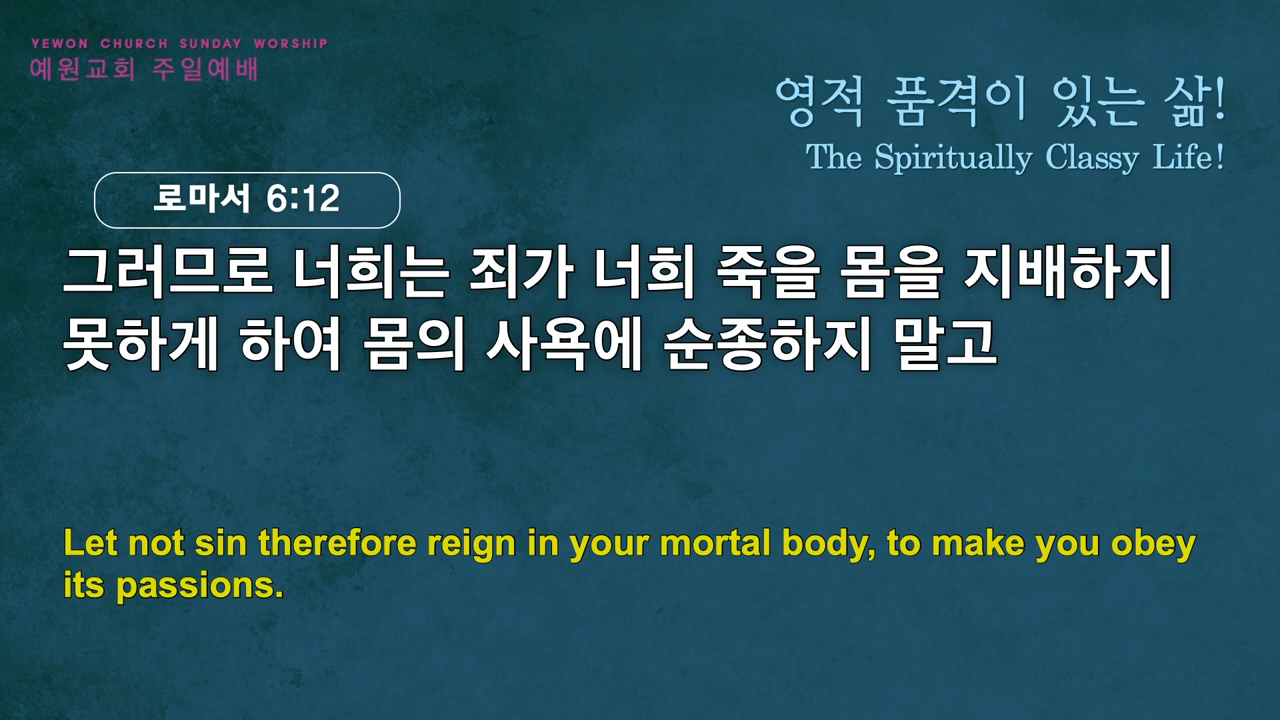 YEWON CHURCH SUNDAY WORSHIP
예원교회 주일예배
영적 품격이 있는 삶!
The Spiritually Classy Life!
로마서 6:12
그러므로 너희는 죄가 너희 죽을 몸을 지배하지
못하게 하여 몸의 사욕에 순종하지 말고
Let not sin therefore reign in your mortal body, to make you obey
its passions.